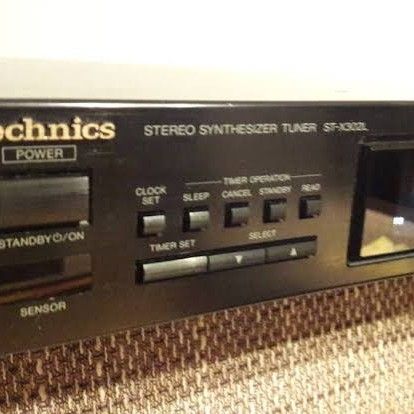 echnics
STEREO SYNTHESIZER TUNER ST-X302L
POWER
STANDBY⏻/ON
SENSOR
TIMER OPERATION
CLOCK SET
SLEEP
CANCEL
STANDBY
READ
TIMER SET
SELECT
▼
▲